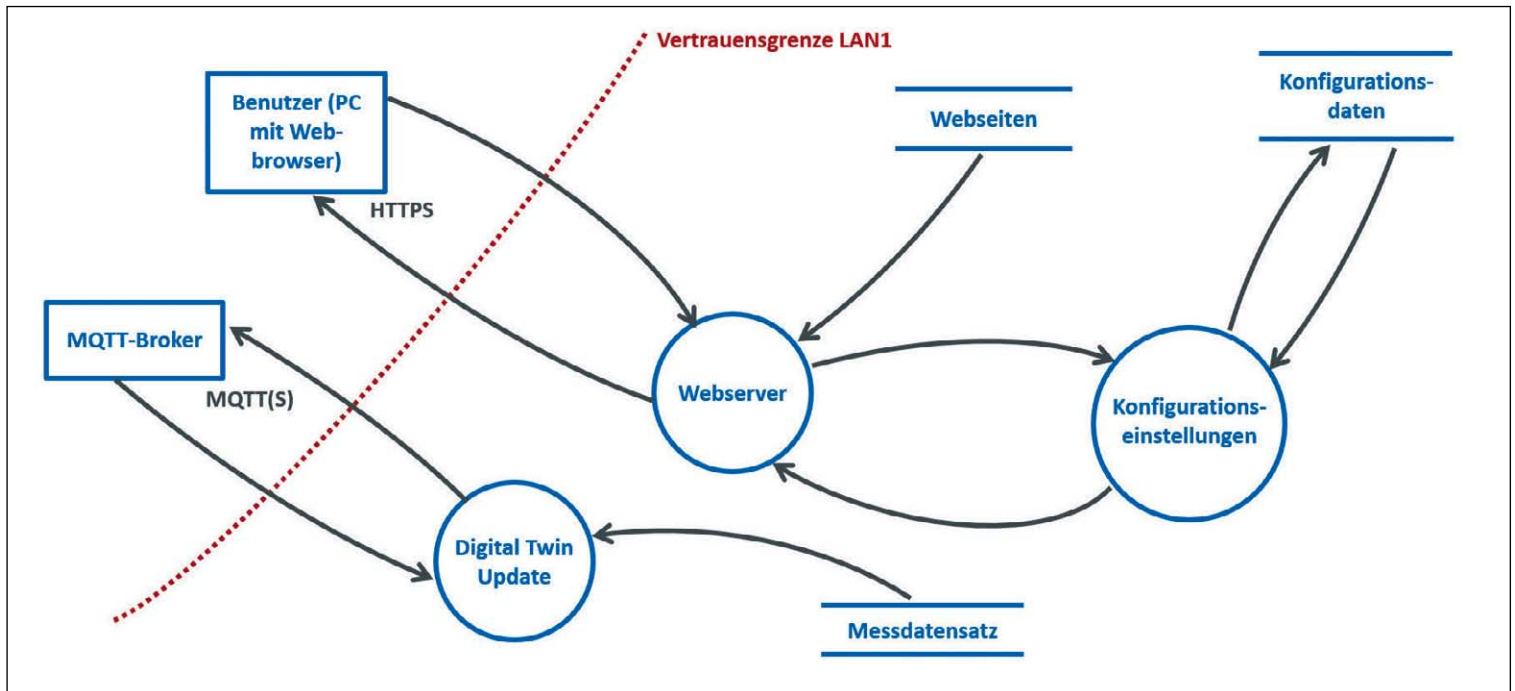 Vertrauensgrenze LAN1
Benutzer (PC
mit Web-
browser)
Webseiten
Konfigurations-
daten
HTTPS
MQTT-Broker
MQTT(S)
Webserver
Konfigurations-
einstellungen
Digital Twin
Update
Messdatensatz